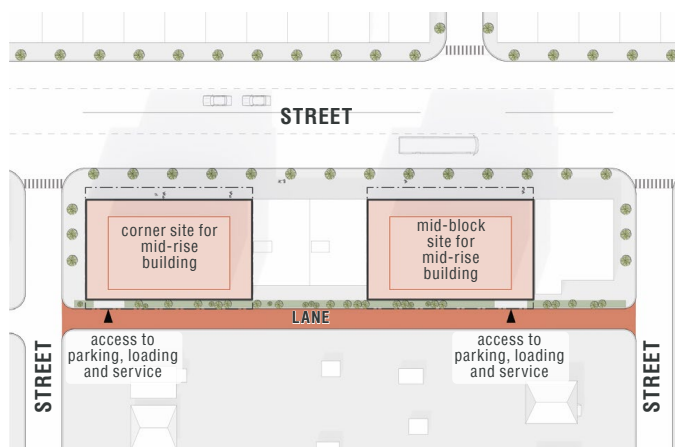 STREET
corner site for
mid-rise
building
mid-block
site for
mid-rise
building
LANE
access to
parking, loading
and service
access to
parking, loading
and service
STREET
STREET